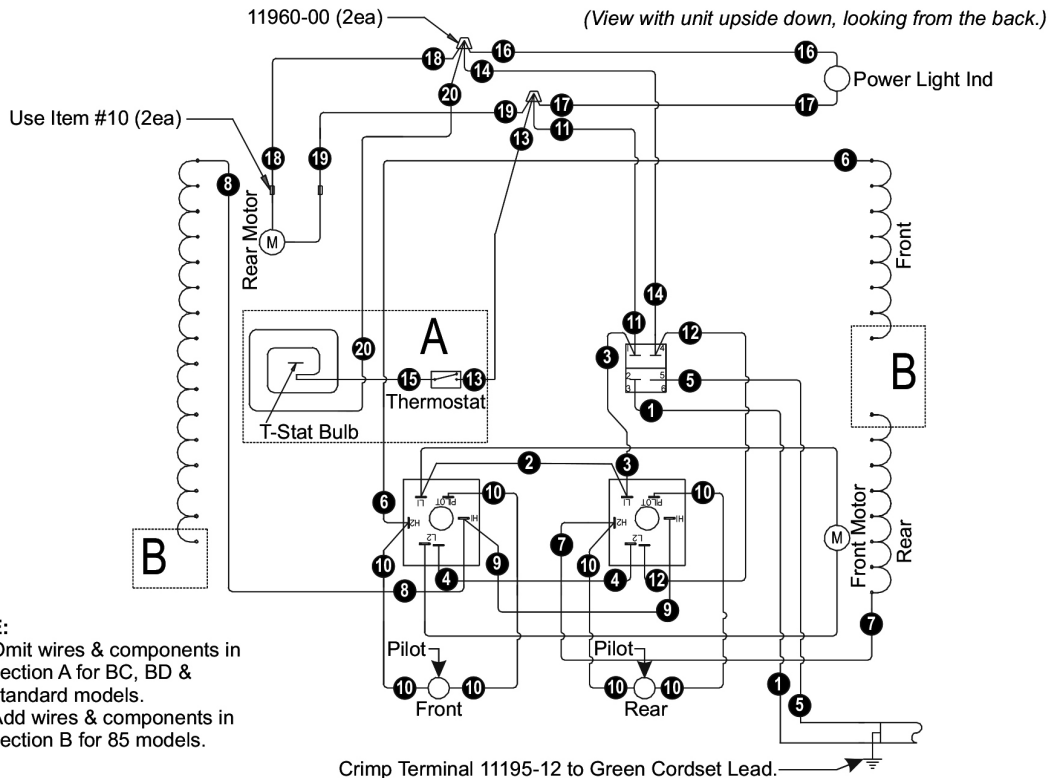 11960-00 (2ea)
(View with unit upside down, looking from the back.)
18
16
16
14
Power Light Ind
20
19
17
17
Use Item #10 (2ea)
13
11
18
19
6
8
Rear Motor
M
Front
14
11
12
A
1
4
3
20
B
2
5
5
15
13
3
6
Thermostat
1
T-Stat Bulb
2
3
6
10
10
L1
PILOT
L1
PILOT
H2
H1
H2
H1
Front Motor
Rear
M
L2
L2
7
B
10
9
10
4
4
12
8
9
7
Omit wires & components in
Pilot
Pilot
ection A for BC, BD &
tandard models.
10
10
10
10
1
Add wires & components in
Front
Rear
5
ection B for 85 models.
Crimp Terminal 11195-12 to Green Cordset Lead.